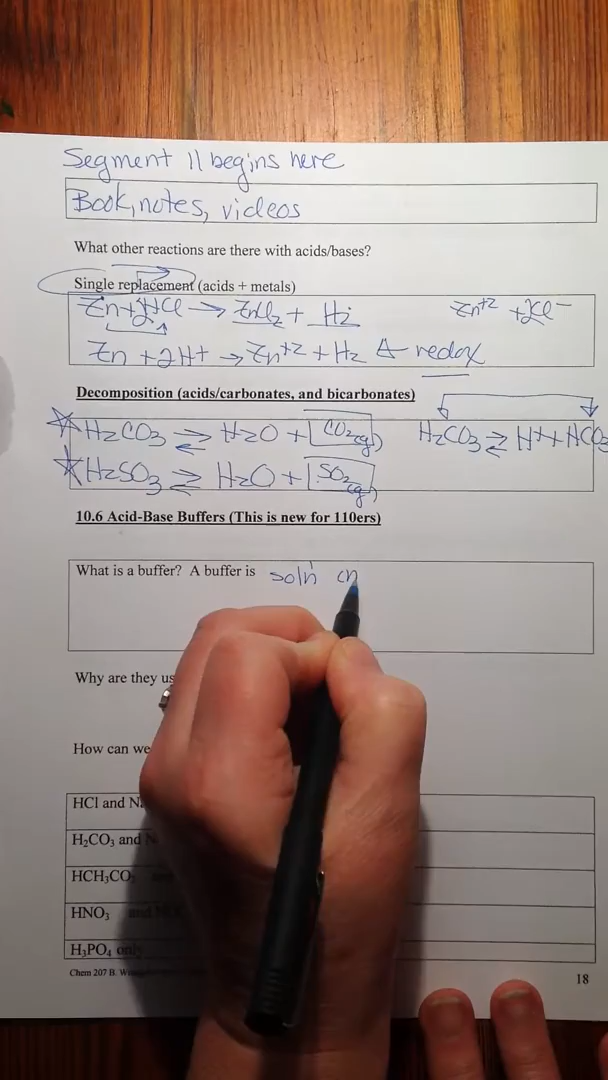 Segment 11 begins here
Book, notes, videos
What other reactions are there with acids/bases?
Single replacement (acids + metals)
Zn + 2HCl → ZnCl₂ + H₂ Zn⁺² + 2Cl⁻
Zn + 2H⁺ → Zn⁺² + H₂ ← redox
Decomposition (acids/carbonates, and bicarbonates)
H₂CO₃ ⇌ H₂O + CO₂(g) H₂CO₃ ⇌ H⁺ + HCO₃
H₂SO₃ ⇌ H₂O + SO₂(g)
10.6 Acid-Base Buffers (This is new for 110ers)
What is a buffer? A buffer is sol'n
Why are they us
How can we
HCl and N
H₂CO₃ and N
HCH₃CO₂
HNO₃ and
H₃PO₄ only
Chem 207 B. W
18